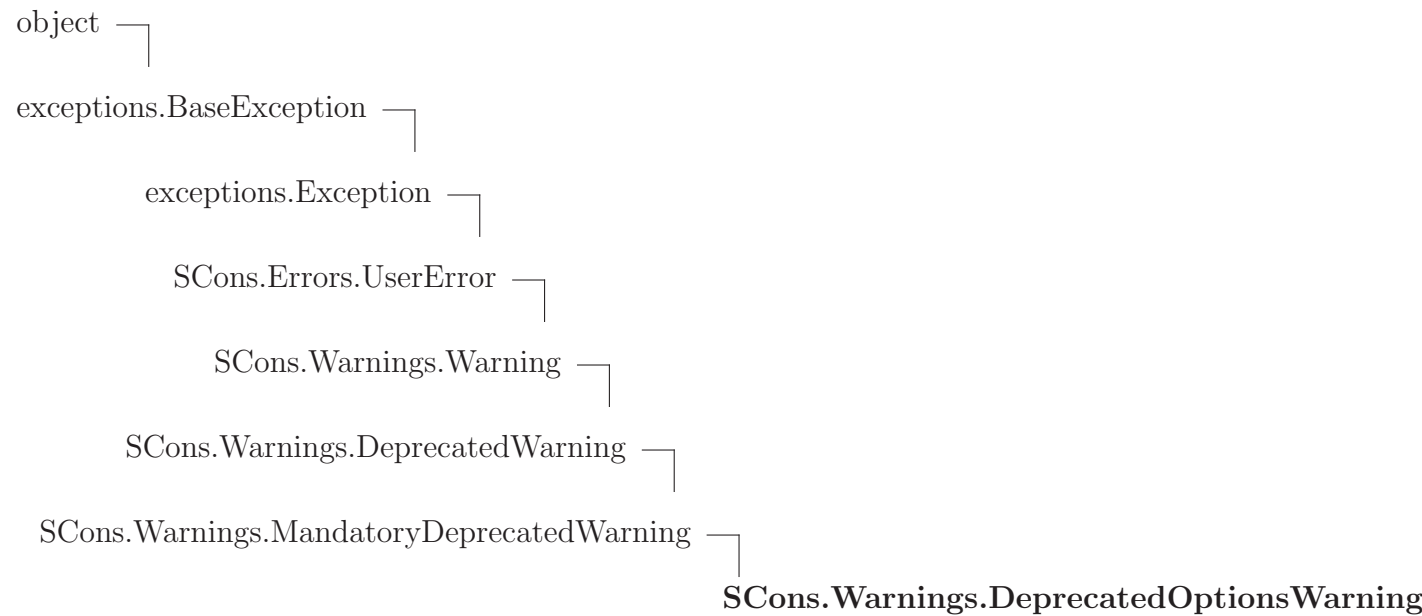 object
exceptions.BaseException
exceptions.Exception
SCons.Errors.UserError
SCons.Warnings.Warning
SCons.Warnings.DeprecatedWarning
SCons.Warnings.MandatoryDeprecatedWarning
SCons.Warnings.DeprecatedOptionsWarning